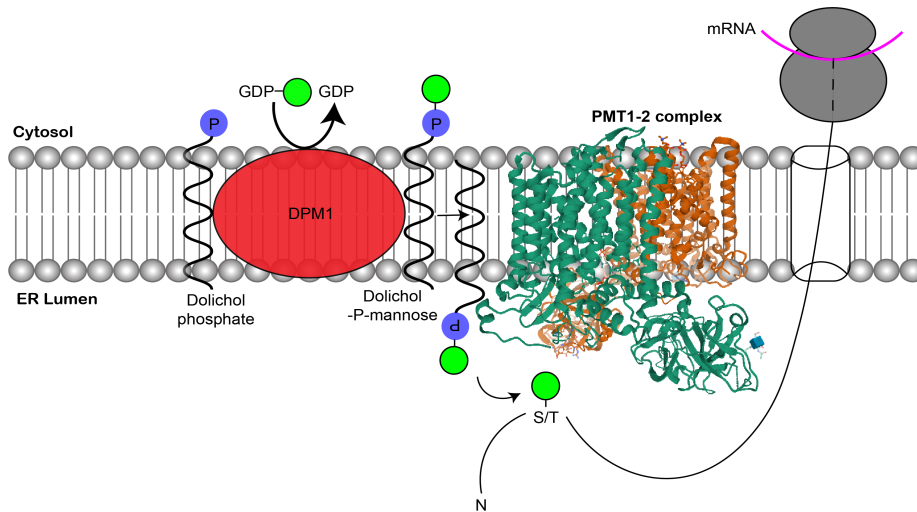 mRNA
GDP GDP
PMT1-2 complex
P
P
Cytosol
DPM1
ER Lumen
Dolichol
phosphate
Dolichol
-P-mannose
P
S/T
N